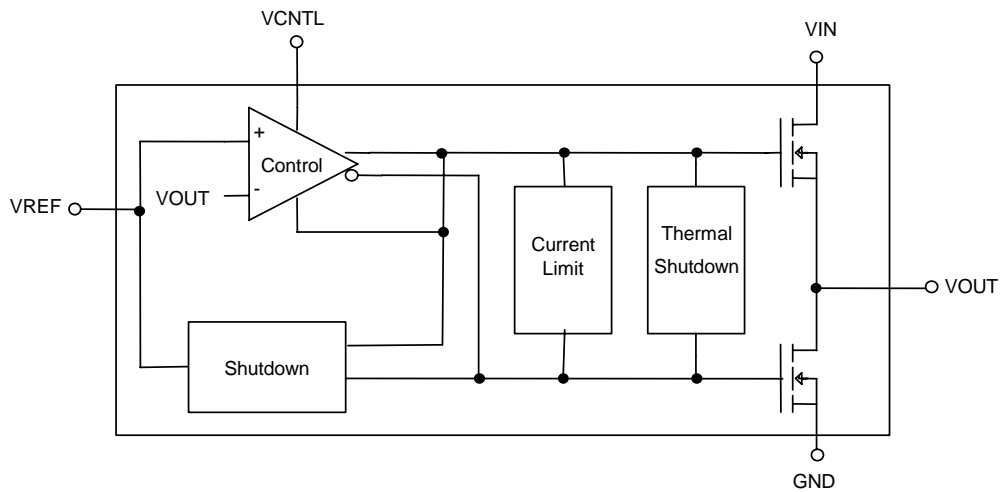 VCNTL
VIN
+
Control
VOUT
-
VREF
Current
Limit
Thermal
Shutdown
VOUT
Shutdown
GND